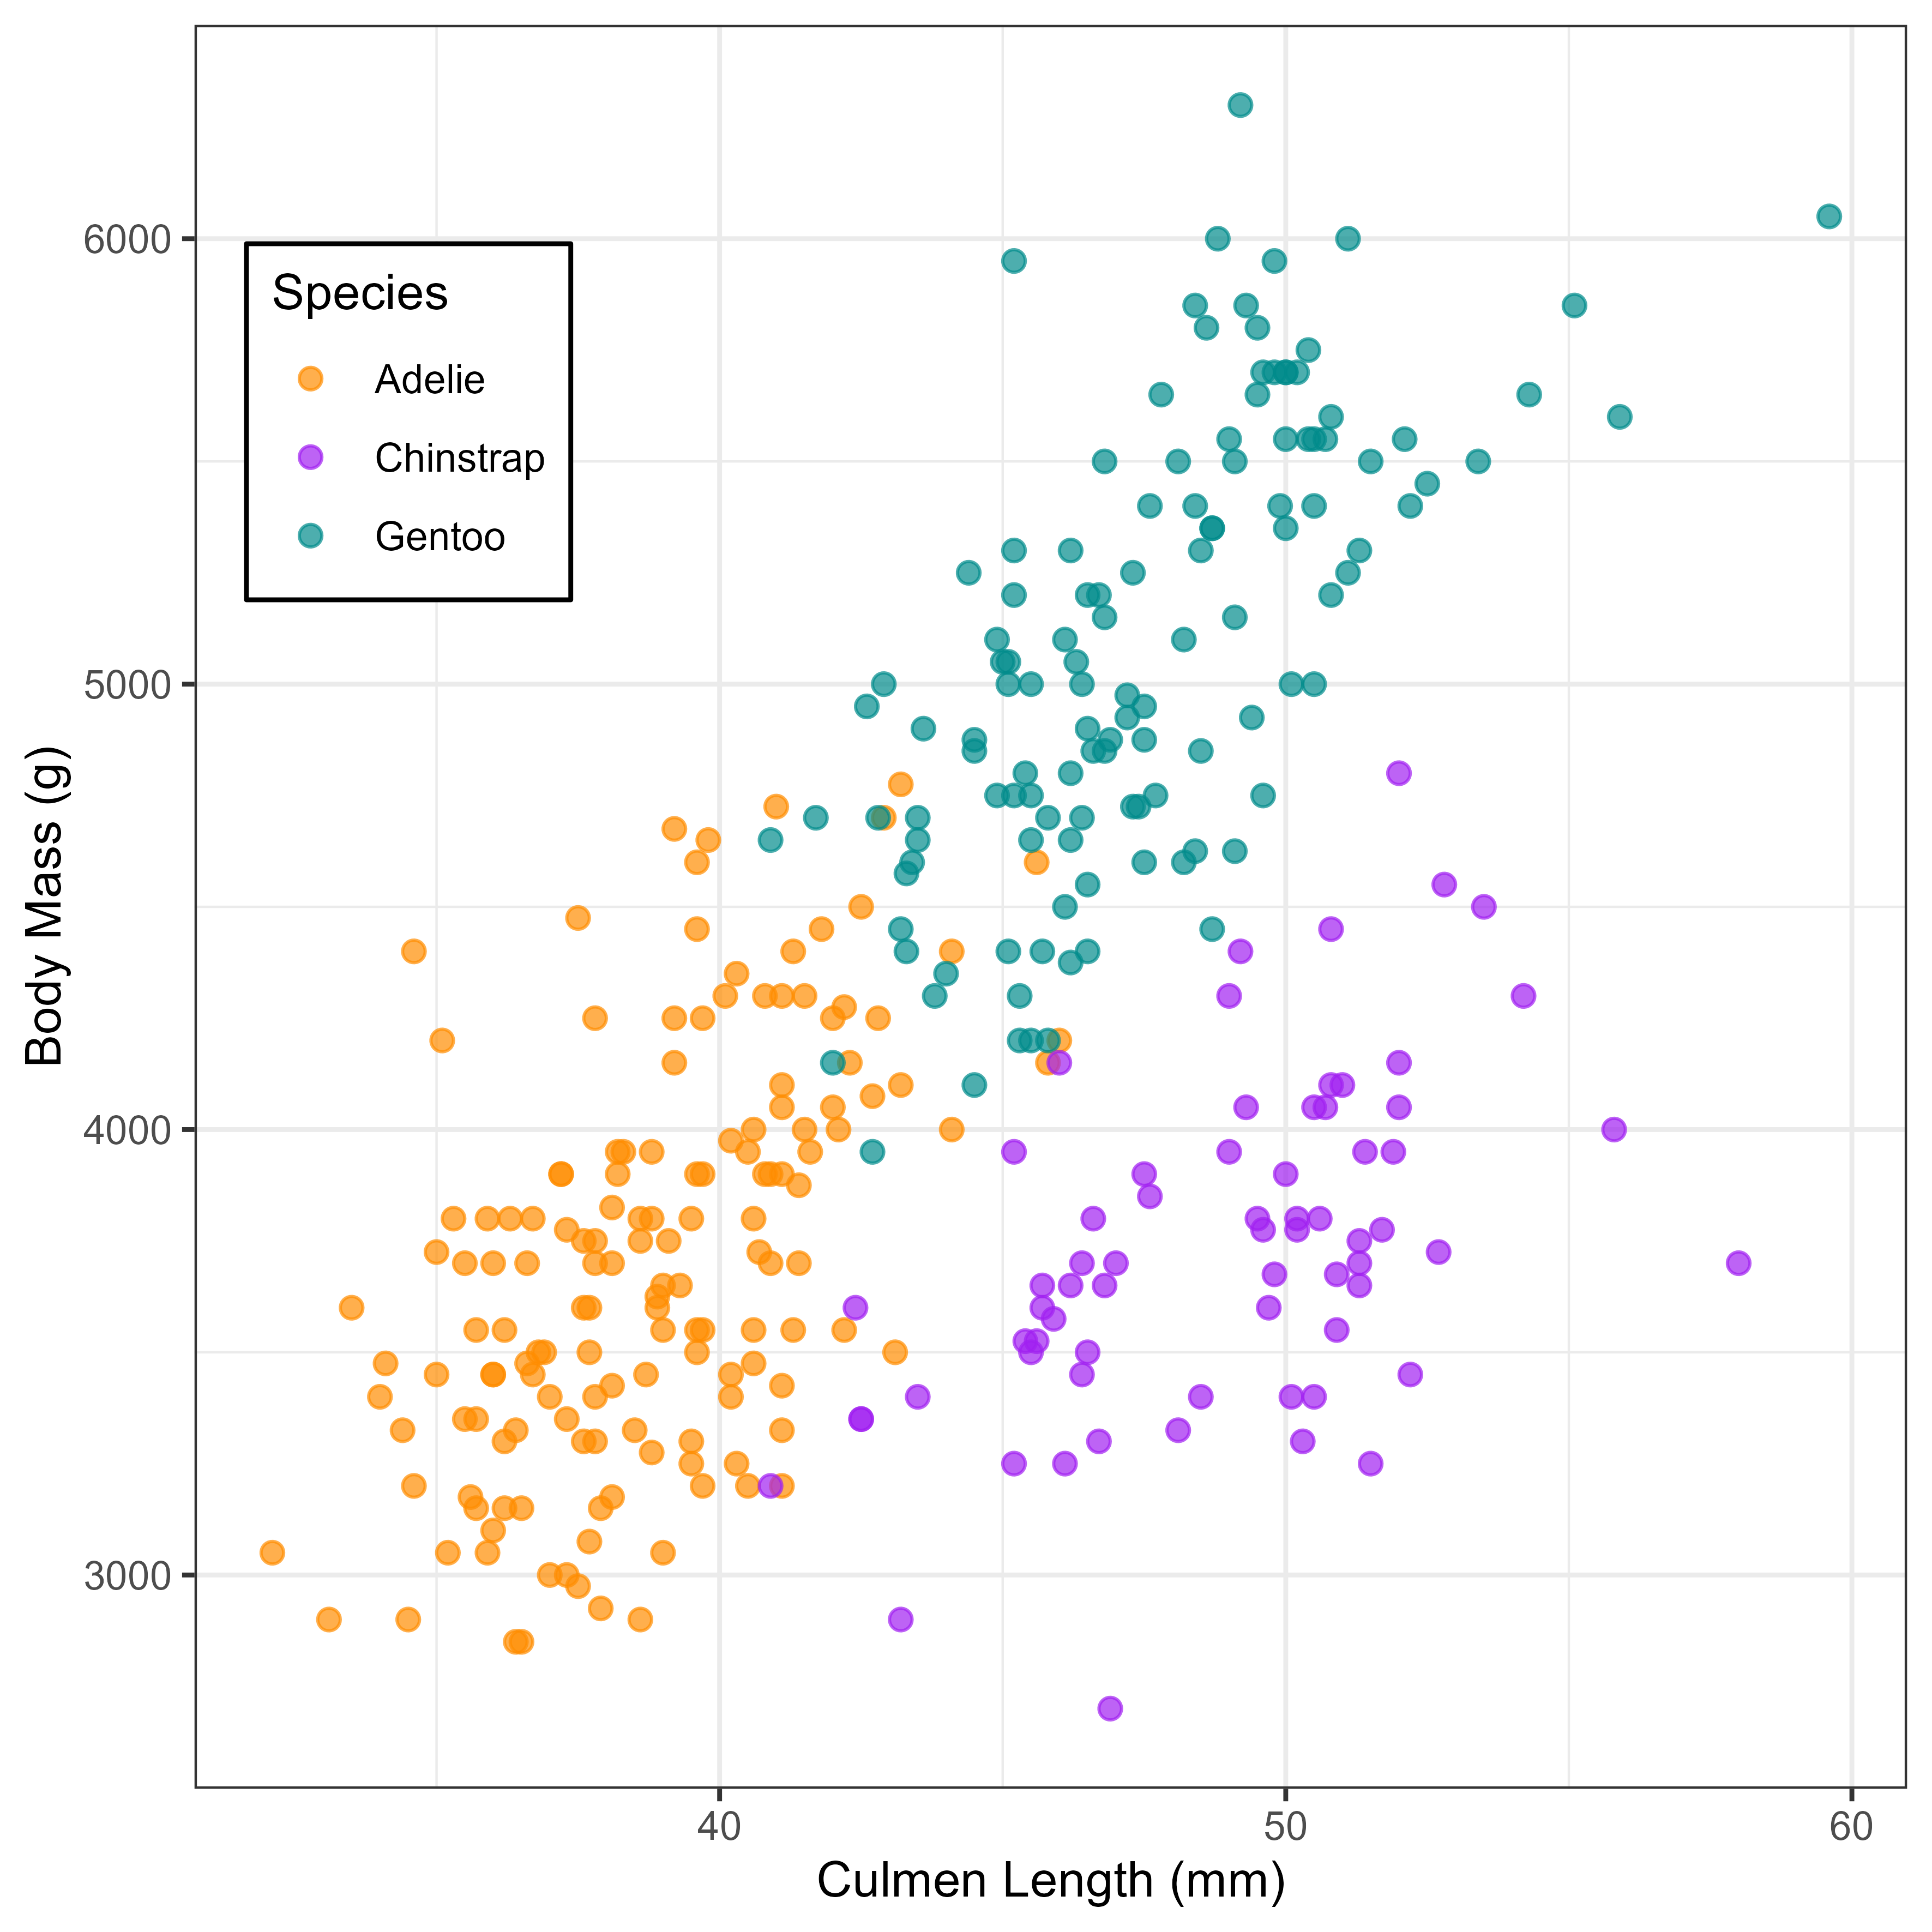 6000
5000
4000
3000
Body Mass (g)
Species
Adelie
Chinstrap
Gentoo
40
50
60
Culmen Length (mm)